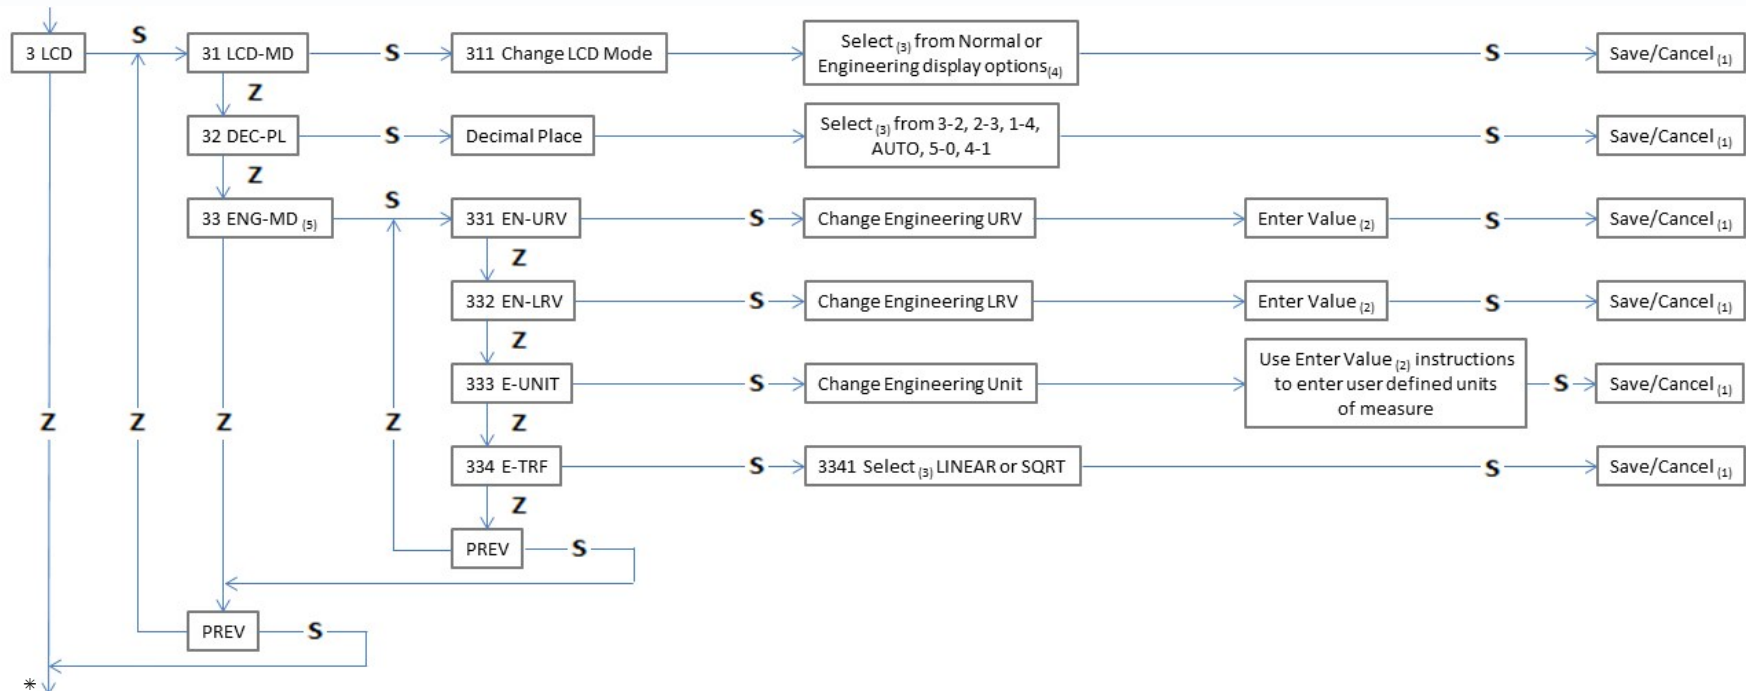 S
3 LCD
31 LCD-MD
S
311 Change LCD Mode
Select (3) from Normal or
Engineering display options(4)
S
Save/Cancel (1)
Z
32 DEC-PL
S
Decimal Place
Select (3) from 3-2, 2-3, 1-4,
AUTO, 5-0, 4-1
S
Save/Cancel (1)
Z
33 ENG-MD (5)
S
331 EN-URV
S
Change Engineering URV
Enter Value(2)
S
Save/Cancel (1)
Z
332 EN-LRV
S
Change Engineering LRV
Enter Value(2)
S
Save/Cancel (1)
Z
333 E-UNIT
S
Change Engineering Unit
Use Enter Value (2) instructions
to enter user defined units
of measure
S
Save/Cancel (1)
Z
Z
Z
Z
Z
334 E-TRF
S
3341 Select (3) LINEAR or SQRT
S
Save/Cancel (1)
Z
PREV
S
PREV
S
*